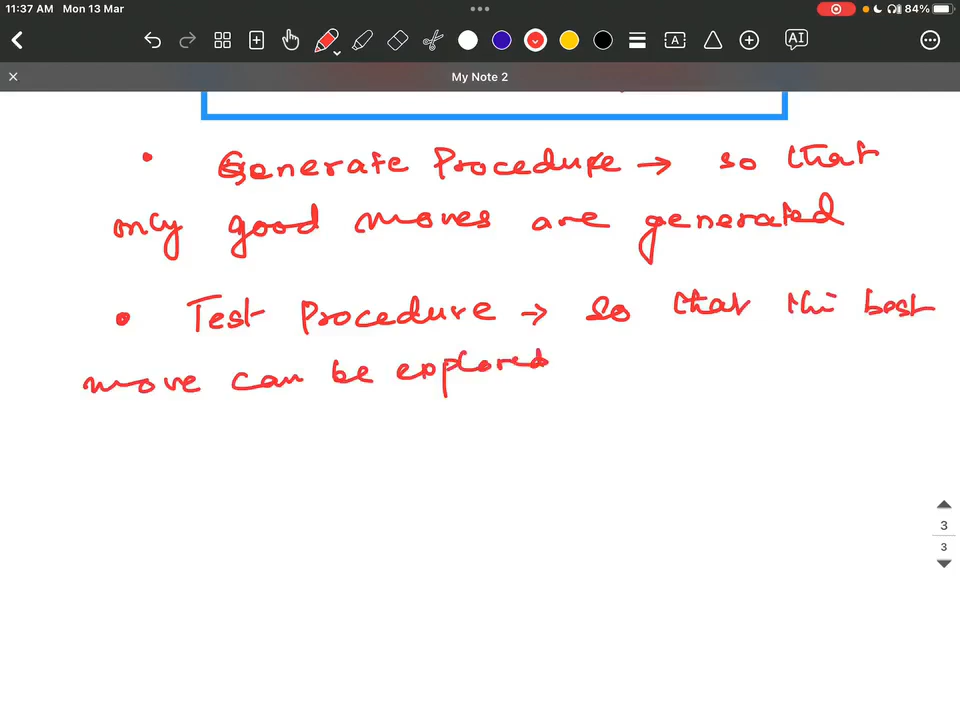 11:37 AM Mon 13 Mar
84%
A
AI
My Note 2
• Generate Procedure → so that
only good moves are generated
• Test Procedure → so that the best
move can be explored
3
3